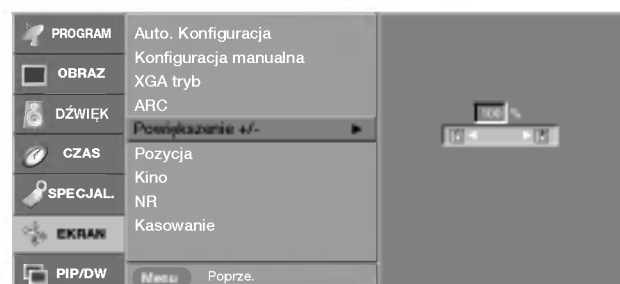 PROGRAM
OBRAZ
DŹWIĘK
CZAS
SPECJAL.
EKRAN
PIP/DW
Auto. Konfiguracja
Konfiguracja manualna
XGA tryb
ARC
Powiększenie +/-
Pozycja
Kino
NR
Kasowanie
Menu Poprze.
100 %